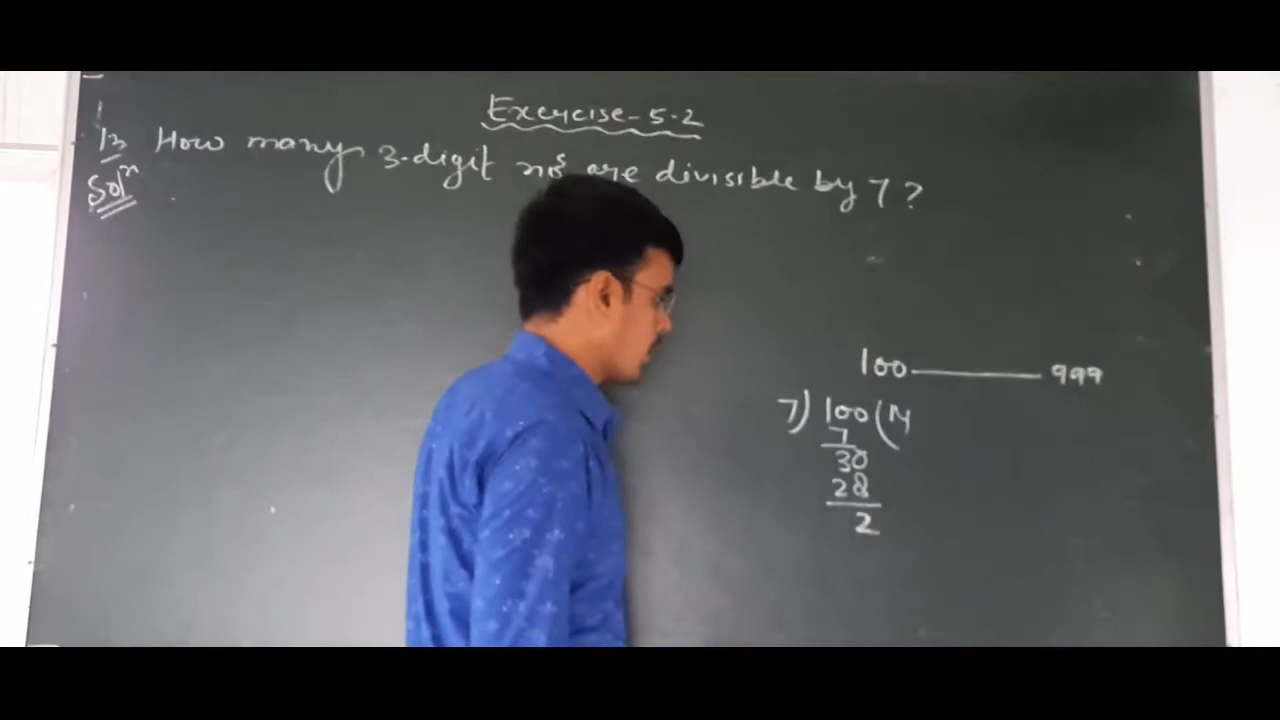 Exercise-5.2
13 How many 3-digit nos are divisible by 7?
Soln
100 — 999
7) 100 (14
7
30
28
2